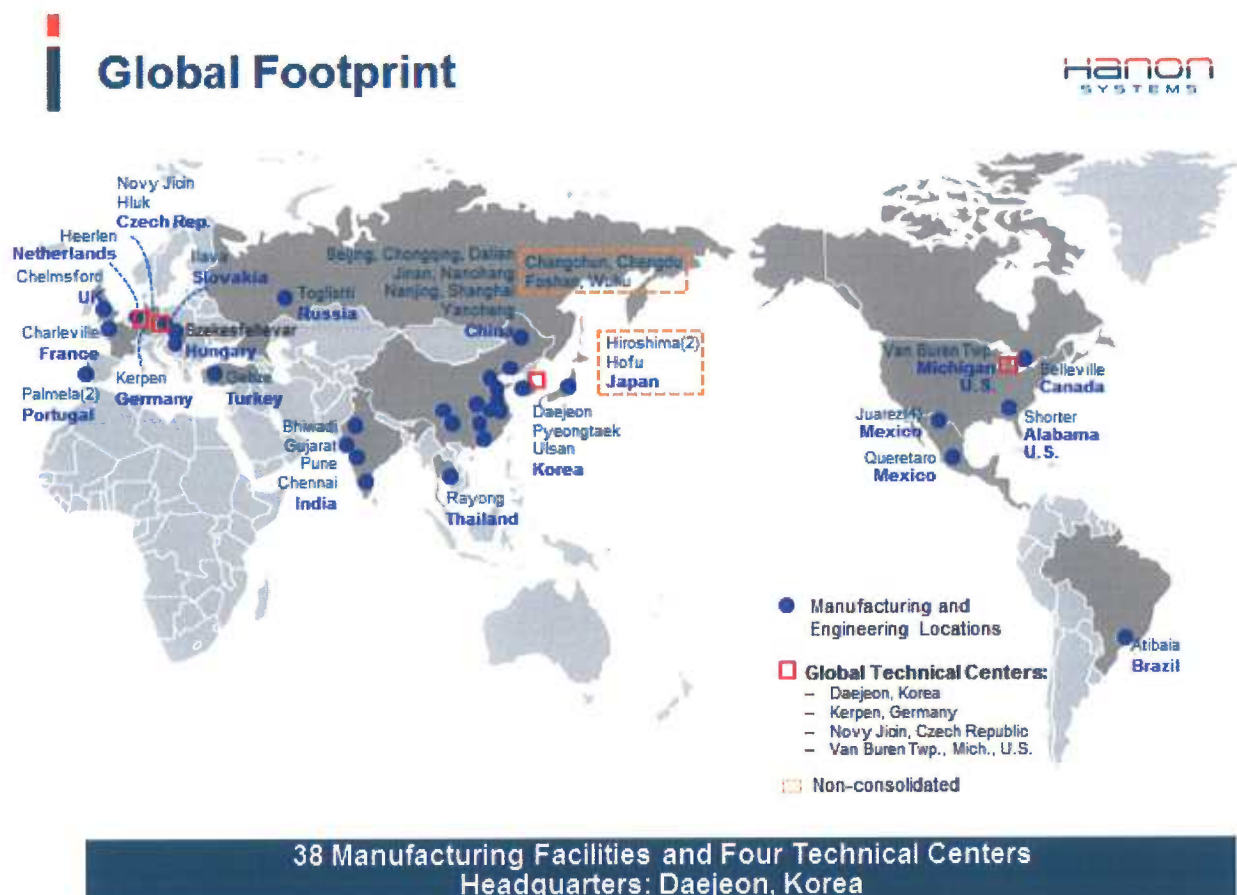 Global Footprint
Hanon
SYSTEMS
Novy Jicin
Hluk
Czech Rep.
Heerlen
Netherlands
Chelmsford
UK
Charleville
France
Palmela(2)
Portugal
Kerpen
Germany
Ilava
Slovakia
Szekesfehevar
Hungary
Gebze
Turkey
Togliatti
Russia
Beijing, Chongqing, Dalian
Jinan, Nanchang
Nanjing, Shanghai
Yancheng
China
Changchun, Chengdu
Foshan, Wuhu
Hiroshima(2)
Hofu
Japan
Daejeon
Pyeongtaek
Ulsan
Korea
Bhiwadi
Gujarat
Pune
Chennai
India
Rayong
Thailand
Van Buren Twp.
Michigan
U.S.
Belleville
Canada
Juarez(4)
Mexico
Queretaro
Mexico
Shorter
Alabama
U.S.
Atibaia
Brazil
Manufacturing and
Engineering Locations
Global Technical Centers:
– Daejeon, Korea
– Kerpen, Germany
– Novy Jicin, Czech Republic
– Van Buren Twp., Mich., U.S.
Non-consolidated
38 Manufacturing Facilities and Four Technical Centers
Headquarters: Daejeon, Korea